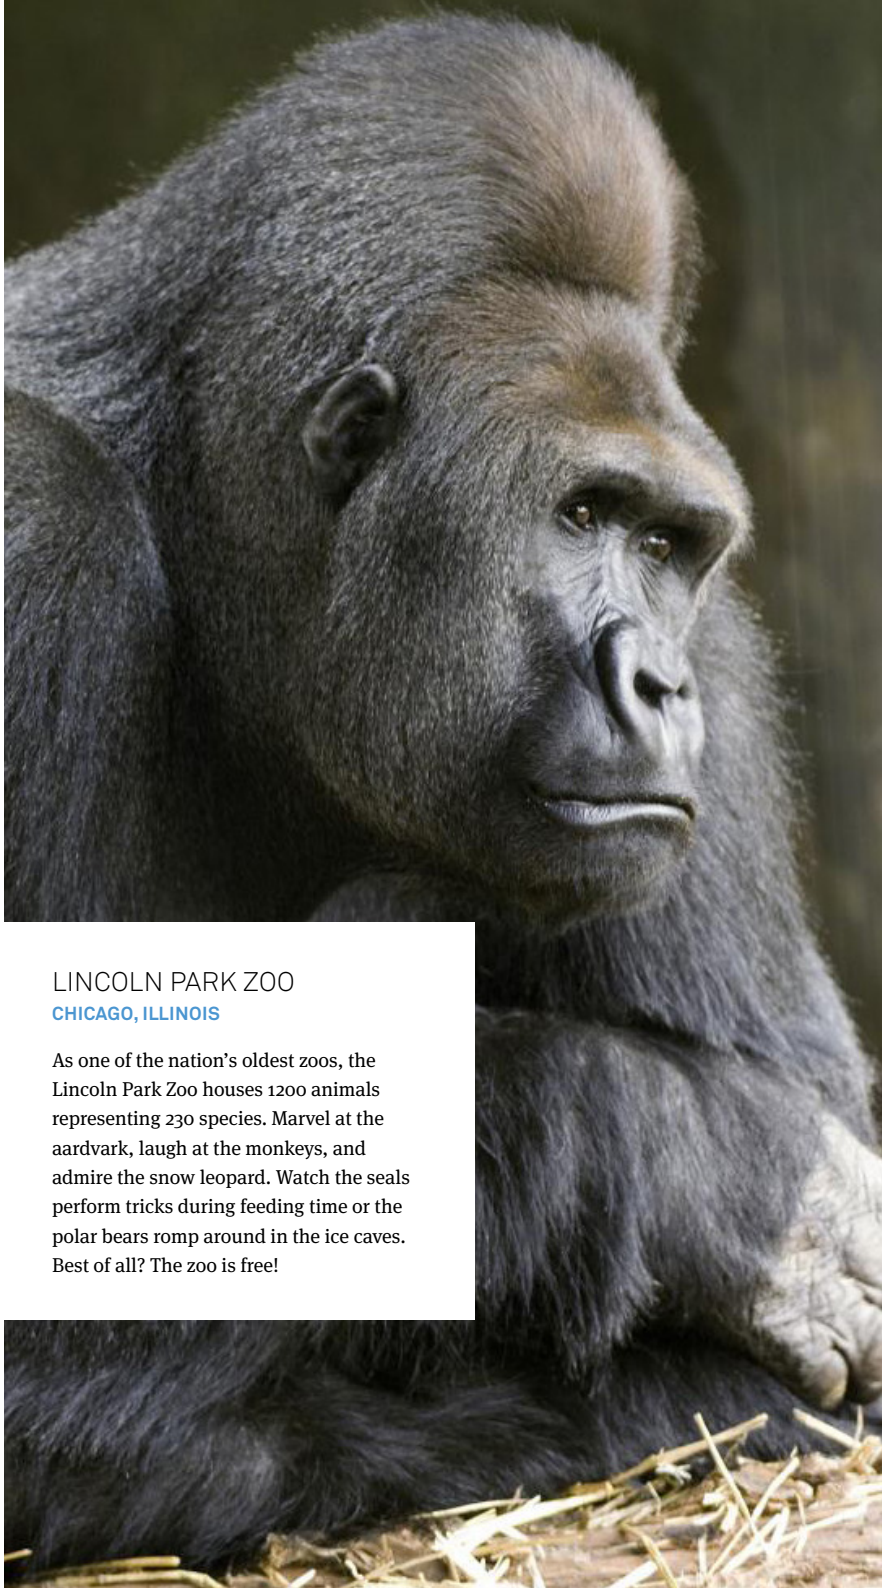 LINCOLN PARK ZOO
CHICAGO, ILLINOIS
As one of the nation’s oldest zoos, the
Lincoln Park Zoo houses 1200 animals
representing 230 species. Marvel at the
aardvark, laugh at the monkeys, and
admire the snow leopard. Watch the seals
perform tricks during feeding time or the
polar bears romp around in the ice caves.
Best of all? The zoo is free!